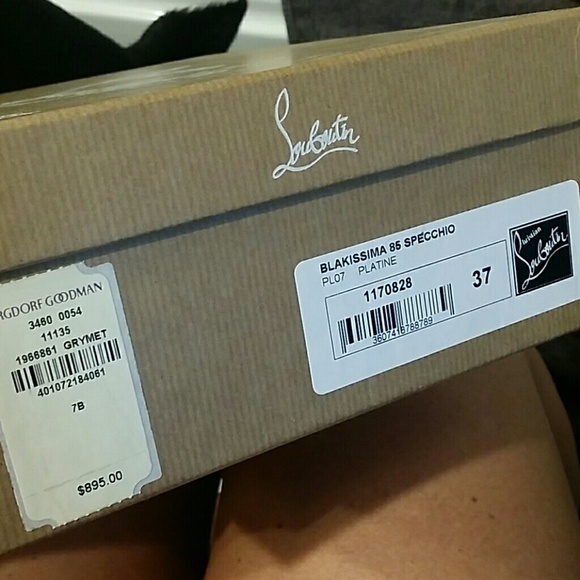 Louboutin
BLAKISSIMA 85 SPECCHIO
PL07 PLATINE
1170828
37
3607418788789
Louboutin
RGDORF GOODMAN
3460 0054
11135
1966861 GRYMET
401072184061
7B
$895.00